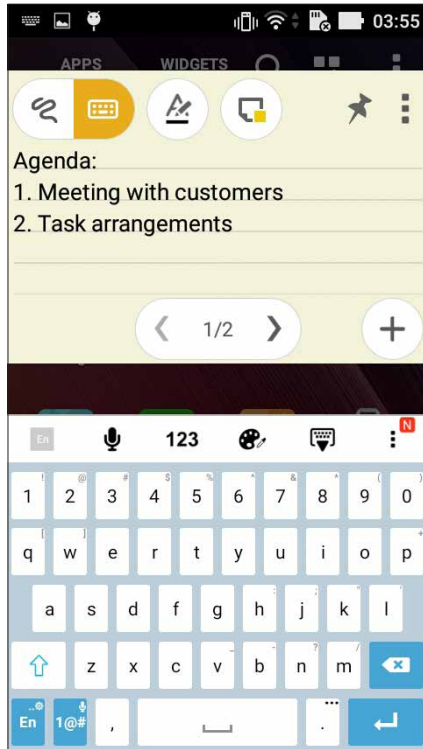 03:55
APPS WIDGETS
Agenda:
1. Meeting with customers
2. Task arrangements
1/2
En 123 N
! @ # $ % ^ & * ( )
1 2 3 4 5 6 7 8 9 0
[ ] +
q w e r t y u i o p
: ; " '
a s d f g h j k l
_ - ? /
z x c v b n m
En 1@# , .